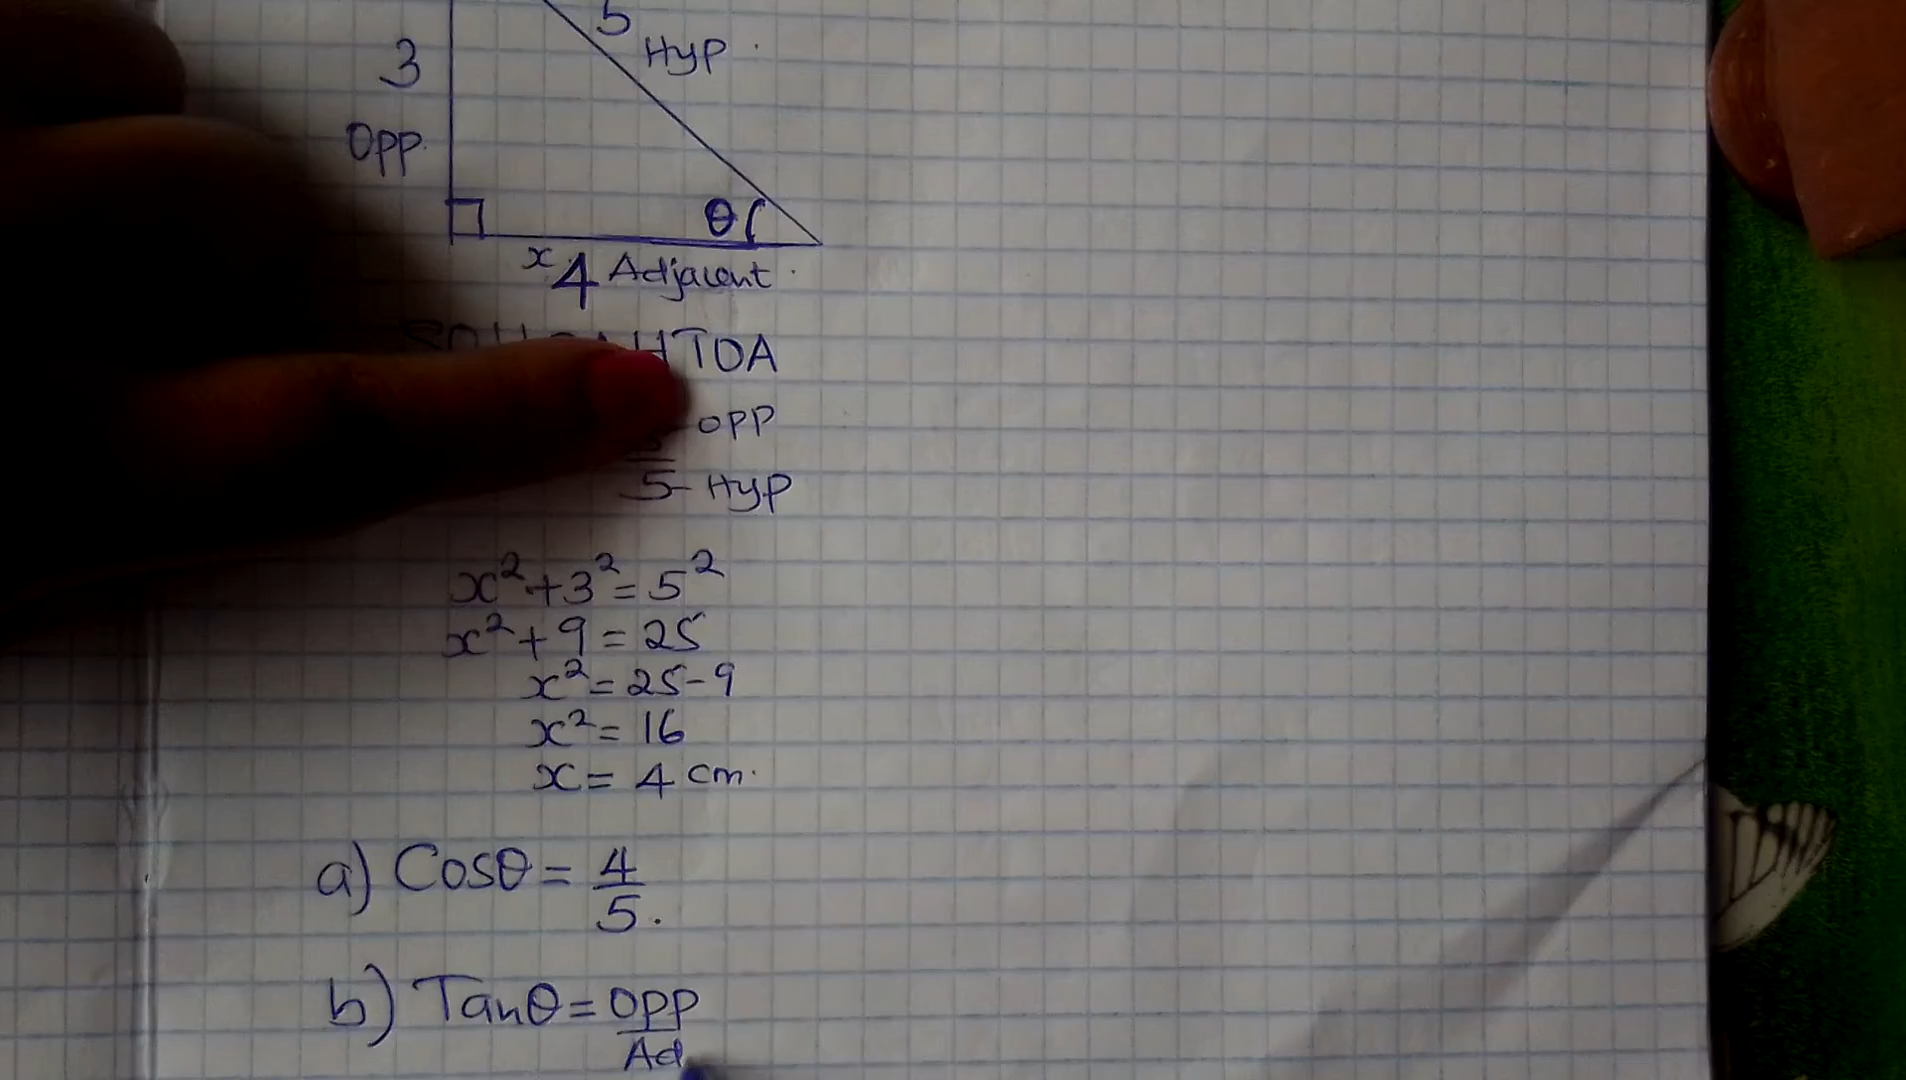 5
3
Hyp
Opp.
θ
x 4 Adjacent
HTOA
opp
5 - Hyp
x² + 3² = 5²
x² + 9 = 25
x² = 25 - 9
x² = 16
x = 4 cm.
a) Cosθ = 4/5.
b) Tanθ = opp/Ad